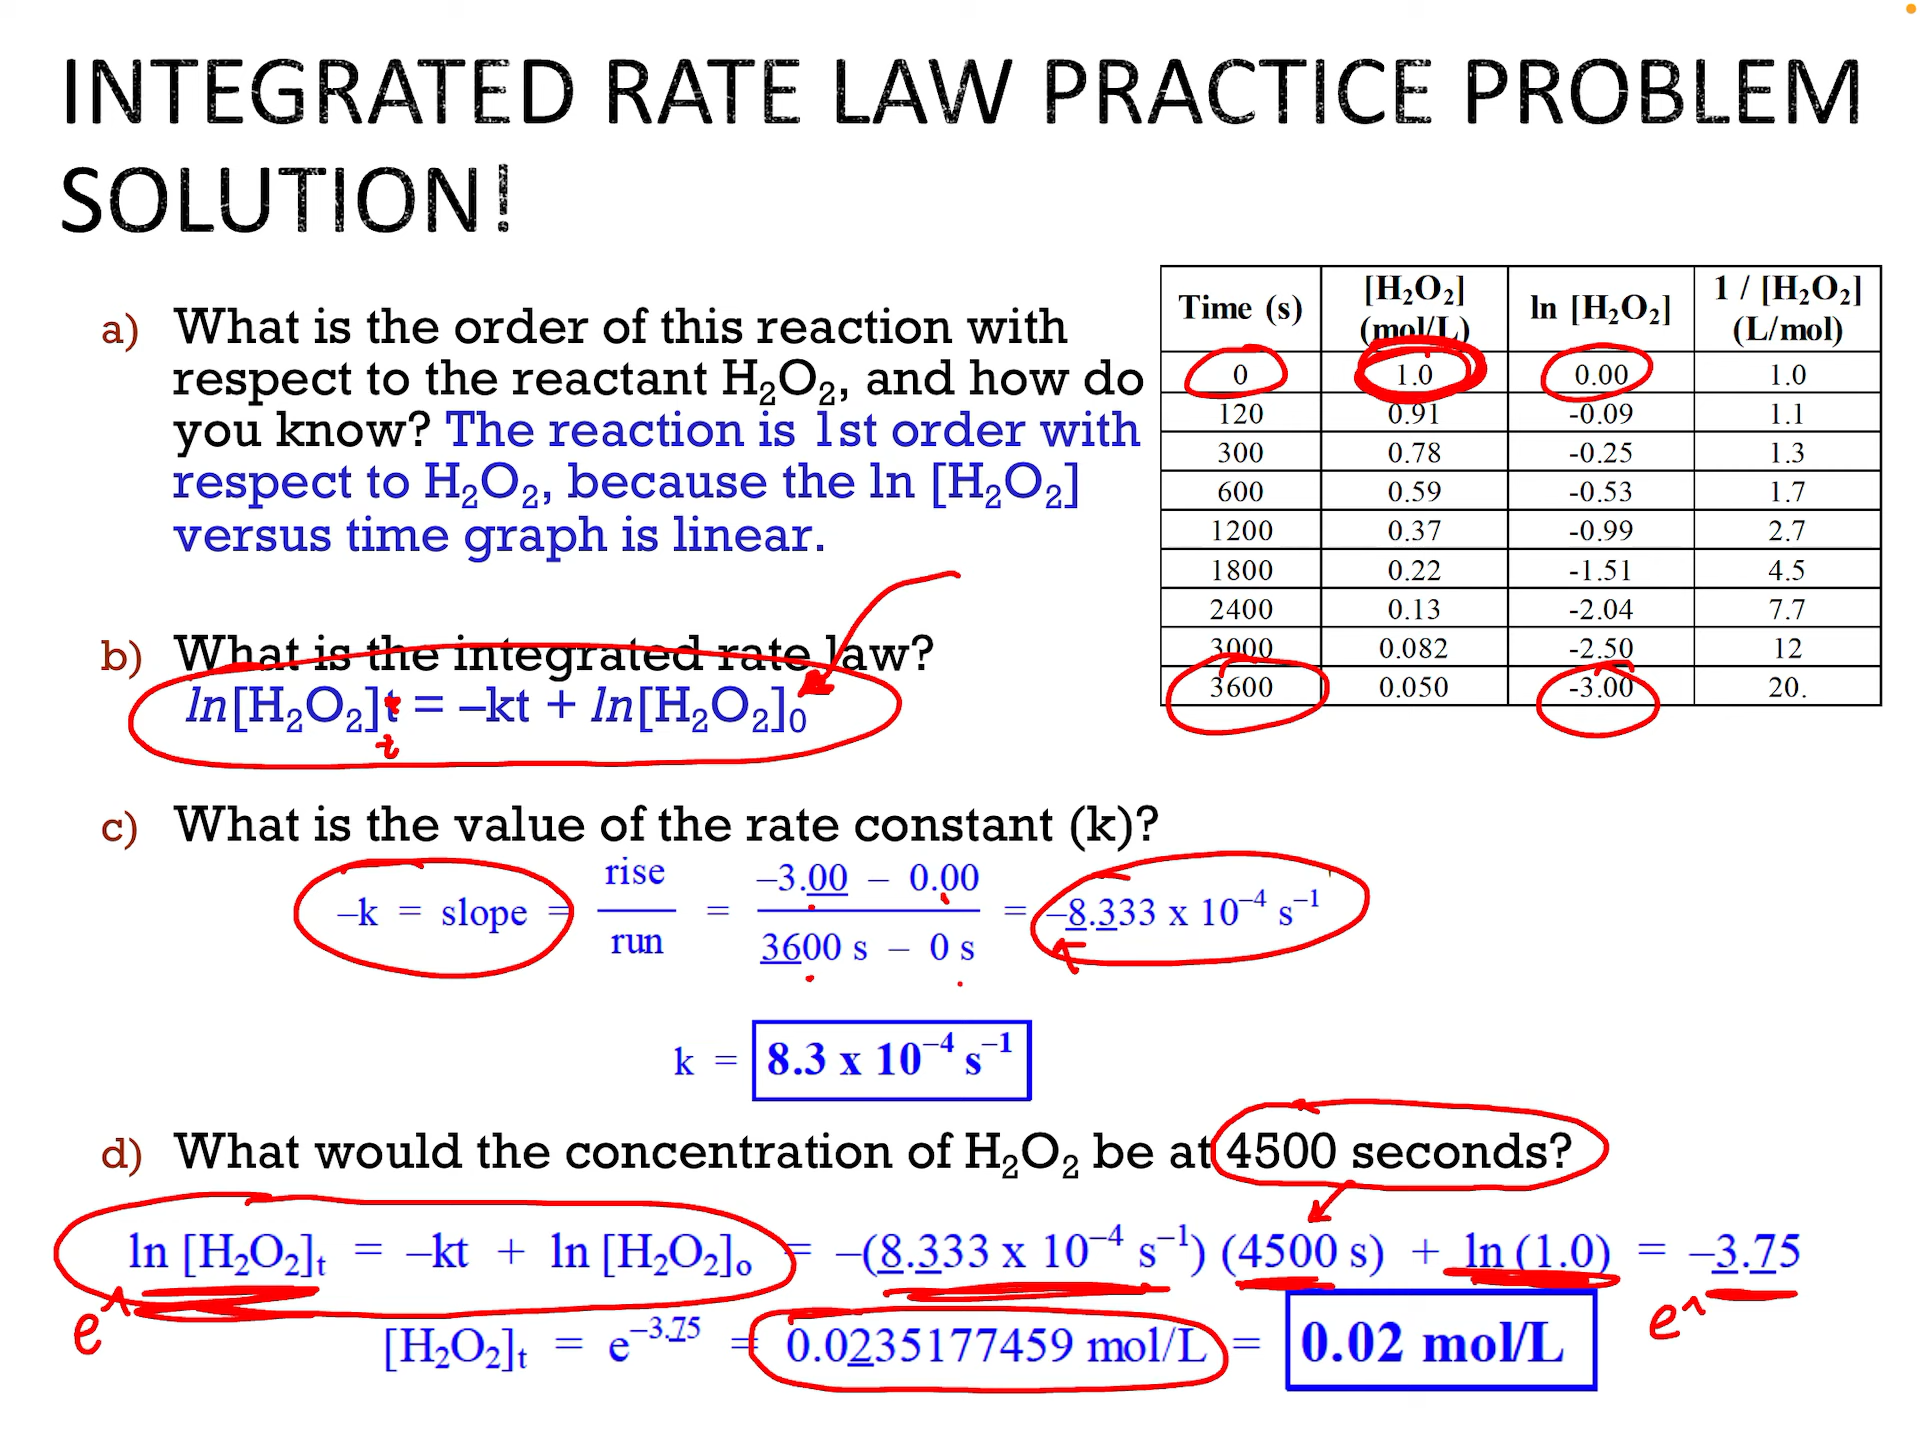 INTEGRATED RATE LAW PRACTICE PROBLEM
SOLUTION!
a) What is the order of this reaction with
respect to the reactant H₂O₂, and how do
you know? The reaction is 1st order with
respect to H₂O₂, because the ln [H₂O₂]
versus time graph is linear.
Time (s) [H₂O₂] (mol/L) ln [H₂O₂] 1 / [H₂O₂] (L/mol)
0 1.0 0.00 1.0
120 0.91 -0.09 1.1
300 0.78 -0.25 1.3
600 0.59 -0.53 1.7
1200 0.37 -0.99 2.7
1800 0.22 -1.51 4.5
2400 0.13 -2.04 7.7
3000 0.082 -2.50 12
3600 0.050 -3.00 20.
b) What is the integrated rate law?
ln[H₂O₂]t = –kt + ln[H₂O₂]₀
t
c) What is the value of the rate constant (k)?
–k = slope = rise / run = –3.00 – 0.00 / 3600 s – 0 s = –8.333 x 10⁻⁴ s⁻¹
k = 8.3 x 10⁻⁴ s⁻¹
d) What would the concentration of H₂O₂ be at 4500 seconds?
ln [H₂O₂]ₜ = –kt + ln [H₂O₂]ₒ = –(8.333 x 10⁻⁴ s⁻¹) (4500 s) + ln (1.0) = –3.75
e^ e^
[H₂O₂]ₜ = e⁻³·⁷⁵ = 0.0235177459 mol/L = 0.02 mol/L